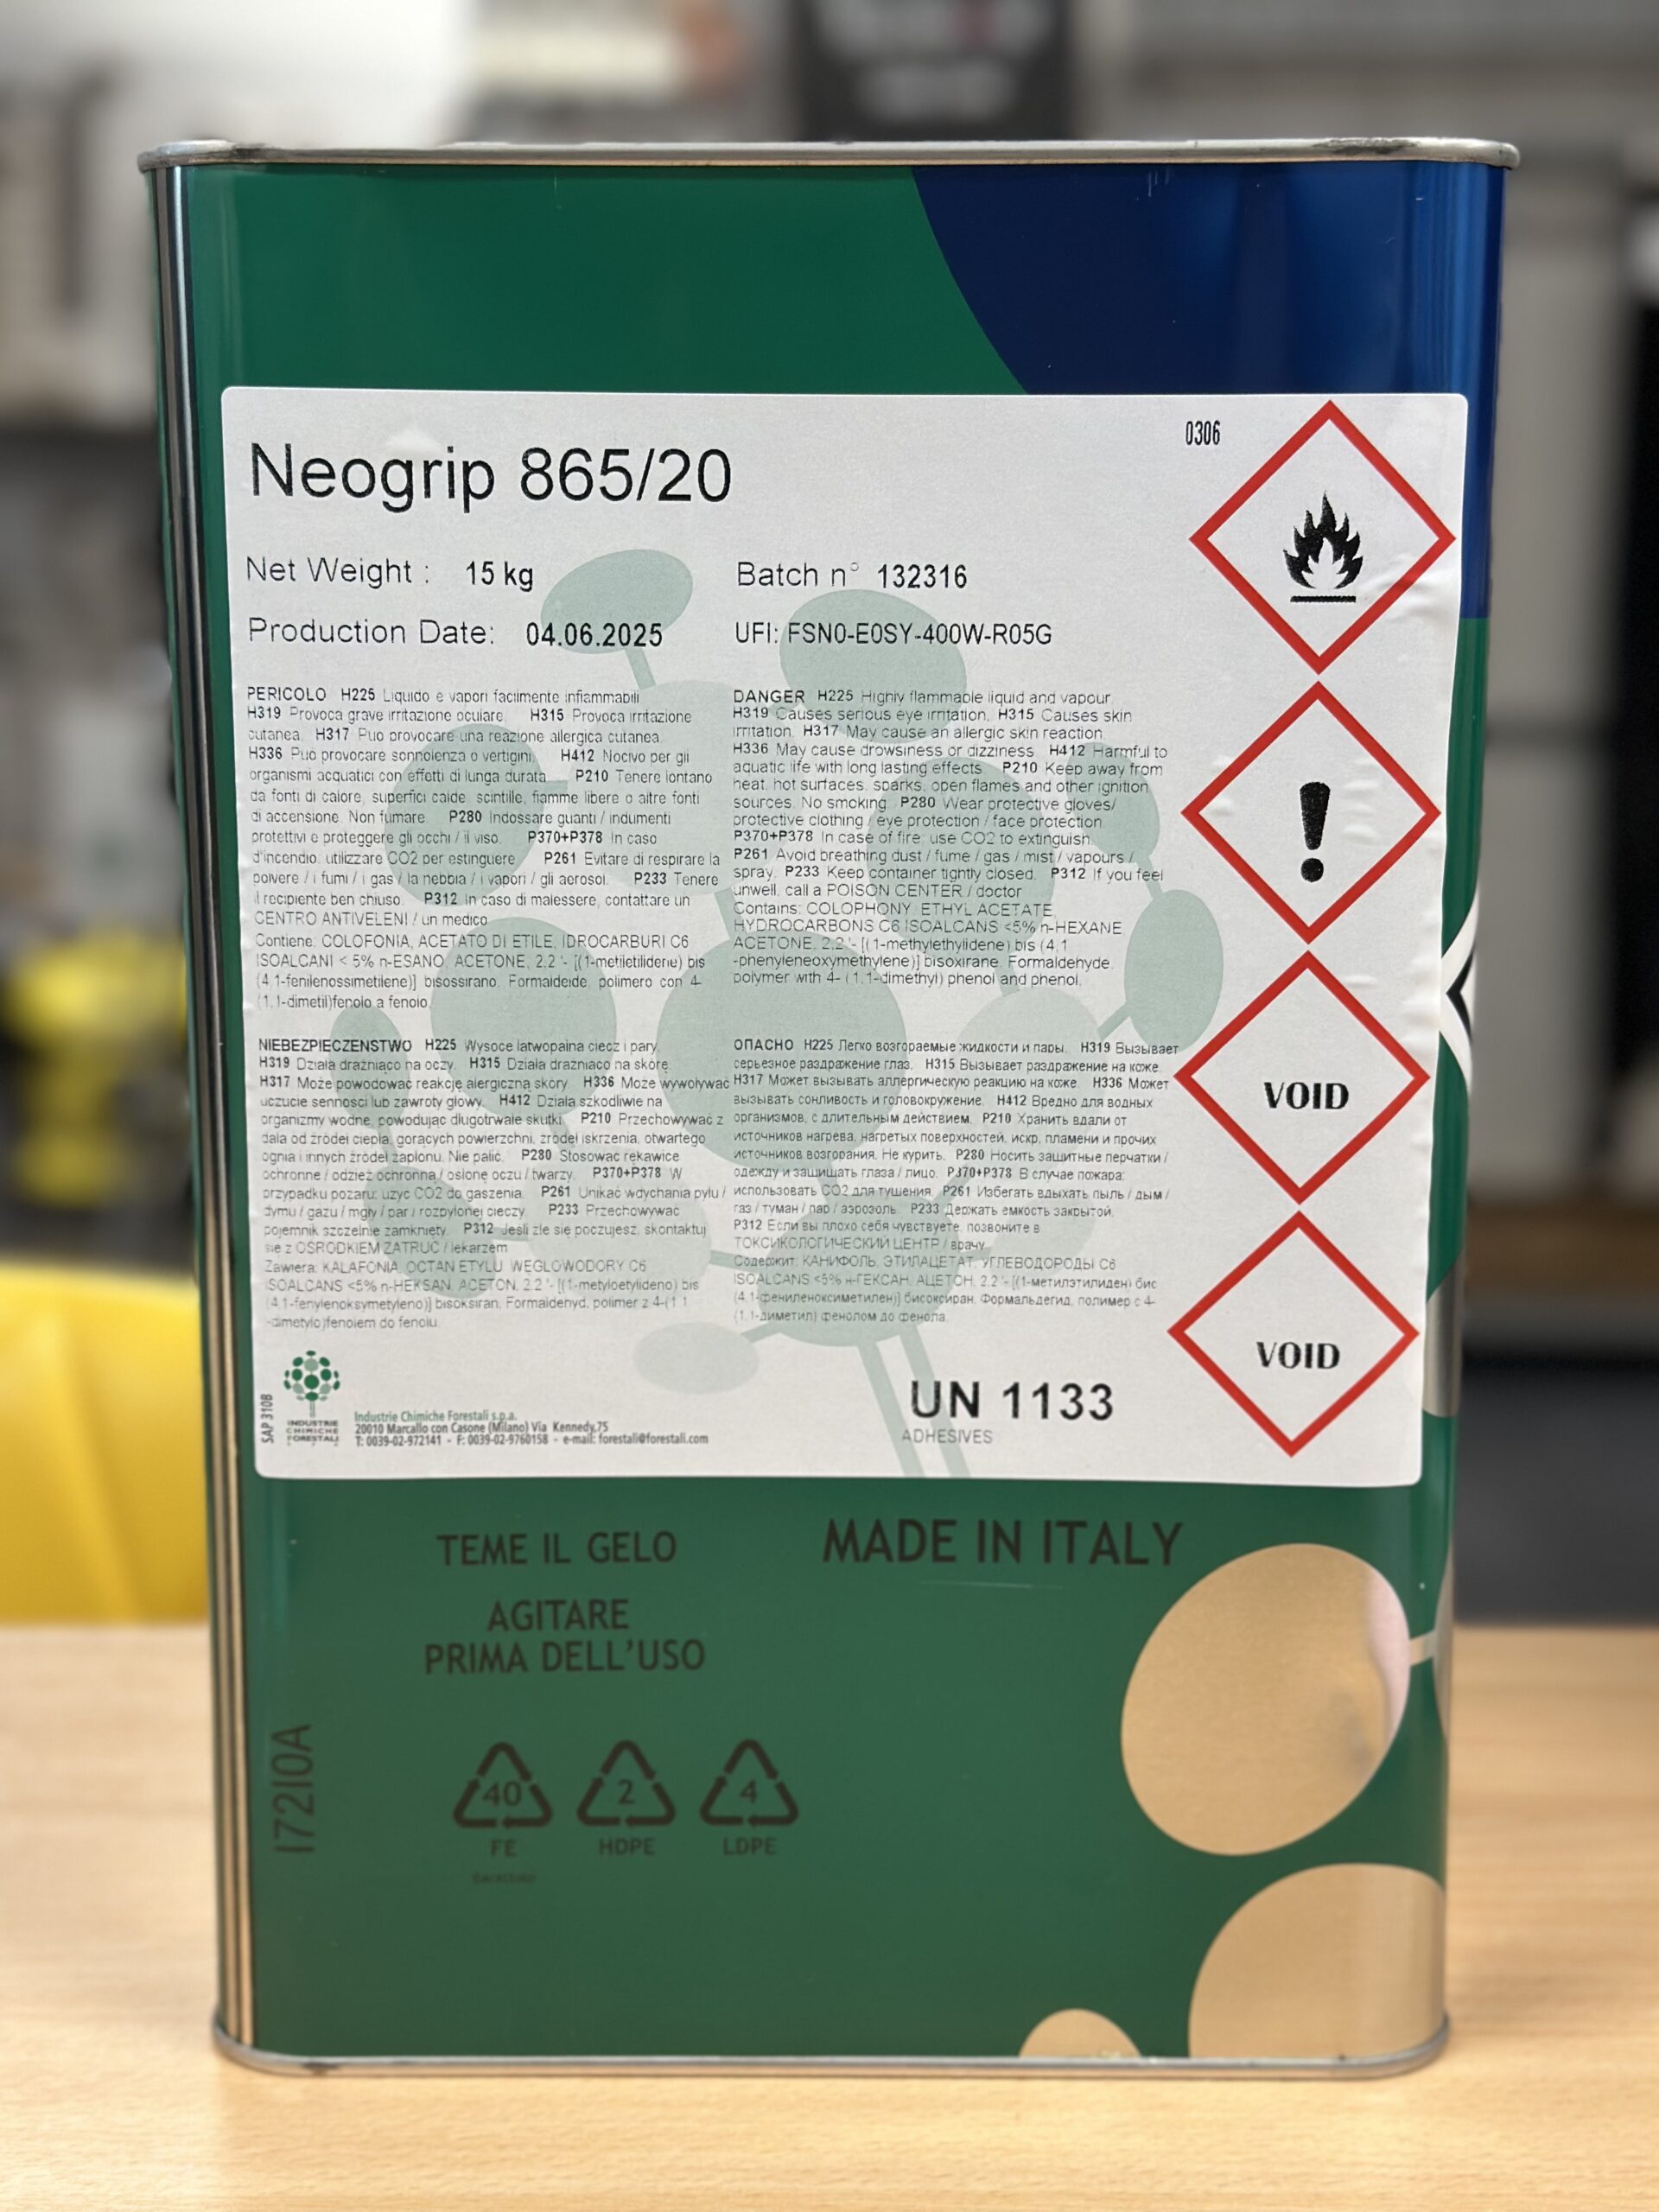 0306
Neogrip 865/20
Net Weight : 15 kg
Production Date: 04.06.2025
Batch n° 132316
UFI: FSN0-E0SY-400W-R05G
PERICOLO H225 Liquido e vapori facilmente infiammabili
H319 Provoca grave irritazione oculare. H315 Provoca irritazione
cutanea. H317 Può provocare una reazione allergica cutanea.
H336 Può provocare sonnolenza o vertigini. H412 Nocivo per gli
organismi acquatici con effetti di lunga durata P210 Tenere lontano
da fonti di calore, superfici calde scintille, fiamme libere o altre fonti
di accensione. Non fumare. P280 Indossare guanti / indumenti
protettivi e proteggere gli occhi / il viso. P370+P378 In caso
d'incendio: utilizzare CO2 per estinguere P261 Evitare di respirare la
polvere / i fumi / i gas / la nebbia / i vapori / gli aerosol. P233 Tenere
il recipiente ben chiuso. P312 In caso di malessere, contattare un
CENTRO ANTIVELENI / un medico
Contiene: COLOFONIA, ACETATO DI ETILE, IDROCARBURI C6
ISOALCANI < 5% n-ESANO, ACETONE, 2,2'- [(1-metiletilidene) bis
(4,1-fenilenossimetilene)] bisossirano. Formaldeide, polimero con 4-
(1,1-dimetil)fenolo a fenolo.
DANGER H225 Highly flammable liquid and vapour
H319 Causes serious eye irritation. H315 Causes skin
irritation. H317 May cause an allergic skin reaction.
H336 May cause drowsiness or dizziness H412 Harmful to
aquatic life with long lasting effects P210 Keep away from
heat, hot surfaces, sparks, open flames and other ignition
sources. No smoking. P280 Wear protective gloves/
protective clothing / eye protection / face protection.
P370+P378 In case of fire: use CO2 to extinguish.
P261 Avoid breathing dust / fume / gas / mist / vapours /
spray. P233 Keep container tightly closed. P312 If you feel
unwell, call a POISON CENTER / doctor
Contains: COLOPHONY, ETHYL ACETATE,
HYDROCARBONS C6 ISOALCANS <5% n-HEXANE,
ACETONE, 2,2'- [(1-methylethylidene) bis (4,1
-phenyleneoxymethylene)] bisoxirane. Formaldehyde,
polymer with 4- (1,1-dimethyl) phenol and phenol.
NIEBEZPIECZENSTWO H225 Wysoce łatwopalna ciecz i pary.
H319 Działa drażniąco na oczy. H315 Działa drażniąco na skórę.
H317 Może powodować reakcję alergiczną skóry. H336 Może wywoływać
uczucie senności lub zawroty głowy. H412 Działa szkodliwie na
organizmy wodne, powodując długotrwałe skutki. P210 Przechowywać z
dala od źródeł ciepła, gorących powierzchni, źródeł iskrzenia, otwartego
ognia i innych źródeł zapłonu. Nie palić. P280 Stosować rękawice
ochronne / odzież ochronną / osłonę oczu / twarzy. P370+P378 W
przypadku pożaru: użyć CO2 do gaszenia. P261 Unikać wdychania pyłu /
dymu / gazu / mgły / par / rozpylonej cieczy. P233 Przechowywać
pojemnik szczelnie zamknięty. P312 Jeśli źle się poczujesz, skontaktuj
się z OŚRODKIEM ZATRUĆ / lekarzem
Zawiera: KALAFONIA, OCTAN ETYLU, WĘGLOWODORY C6
ISOALCANS <5% n-HEKSAN, ACETON, 2,2'- [(1-metyloetylideno) bis
(4,1-fenylenoksymetyleno)] bisoksiran, Formaldehyd, polimer z 4-(1,1
-dimetylo)fenolem do fenolu.
ОПАСНО H225 Легко возгораемые жидкости и пары. H319 Вызывает
серьезное раздражение глаз. H315 Вызывает раздражение на коже.
H317 Может вызывать аллергическую реакцию на коже. H336 Может
вызывать сонливость и головокружение. H412 Вредно для водных
организмов, с длительным действием. P210 Хранить вдали от
источников нагрева, нагретых поверхностей, искр, пламени и прочих
источников возгорания. Не курить. P280 Носить защитные перчатки /
одежду и защищать глаза / лицо. P370+P378 В случае пожара:
использовать CO2 для тушения. P261 Избегать вдыхать пыль / дым /
газ / туман / пар / аэрозоль. P233 Держать емкость закрытой.
P312 Если вы плохо себя чувствуете, позвоните в
ТОКСИКОЛОГИЧЕСКИЙ ЦЕНТР / врачу
Содержит: КАНИФОЛЬ, ЭТИЛАЦЕТАТ, УГЛЕВОДОРОДЫ C6
ISOALCANS <5% н-ГЕКСАН, АЦЕТОН, 2,2'- [(1-метилэтилиден) бис
(4,1-фениленоксиметилен)] бисоксиран, Формальдегид, полимер с 4-
(1,1-диметил) фенолом до фенола.
VOID
VOID
SAP 3108
INDUSTRIE
CHIMICHE
FORESTALI
Industrie Chimiche Forestali s.p.a.
20010 Marcallo con Casone (Milano) Via Kennedy,75
T: 0039-02-972141 - F: 0039-02-9760158 - e-mail: forestali@forestali.com
UN 1133
ADHESIVES
TEME IL GELO
MADE IN ITALY
AGITARE
PRIMA DELL'USO
I72I0A
40
FE
2
HDPE
4
LDPE